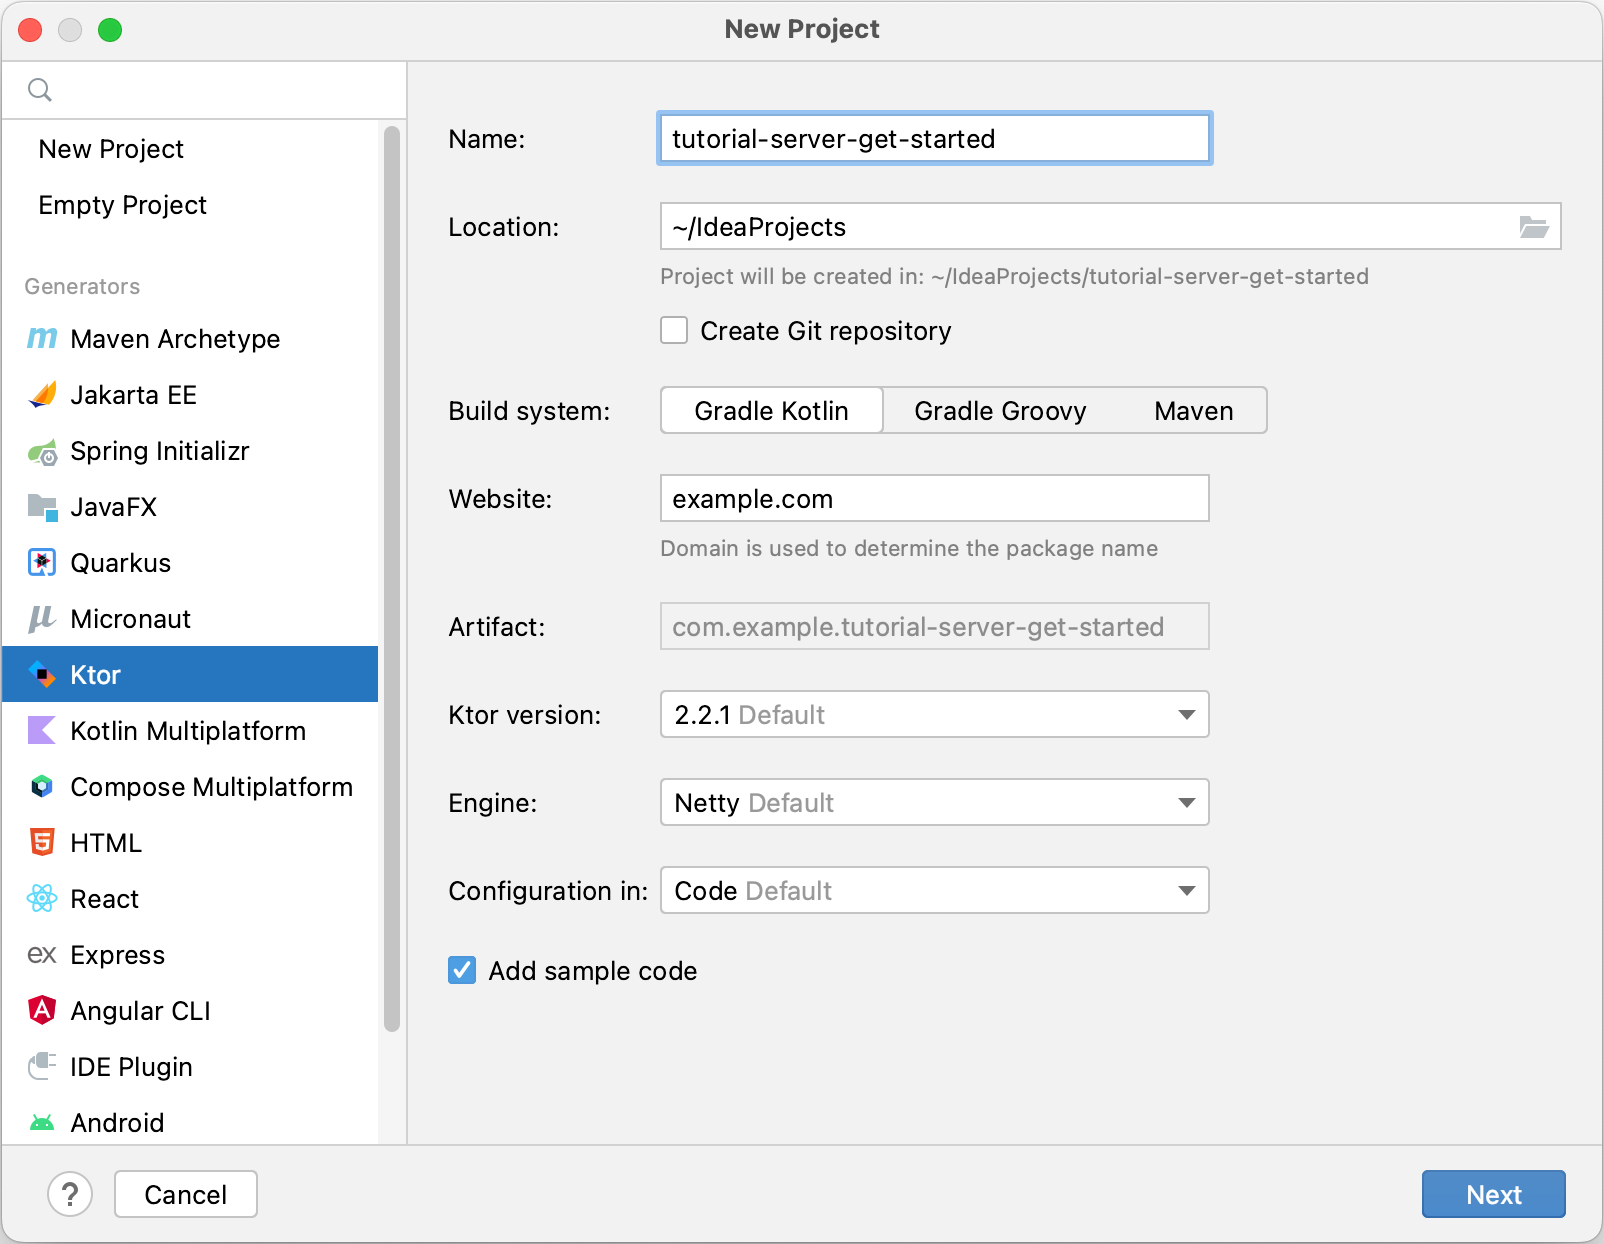 New Project
New Project
Empty Project
Generators
m Maven Archetype
Jakarta EE
Spring Initializr
JavaFX
Quarkus
μ Micronaut
Ktor
Kotlin Multiplatform
Compose Multiplatform
5 HTML
React
ex Express
A Angular CLI
IDE Plugin
Android
Name: tutorial-server-get-started
Location: ~/IdeaProjects
Project will be created in: ~/IdeaProjects/tutorial-server-get-started
Create Git repository
Build system: Gradle Kotlin Gradle Groovy Maven
Website: example.com
Domain is used to determine the package name
Artifact: com.example.tutorial-server-get-started
Ktor version: 2.2.1 Default
Engine: Netty Default
Configuration in: Code Default
Add sample code
? Cancel Next